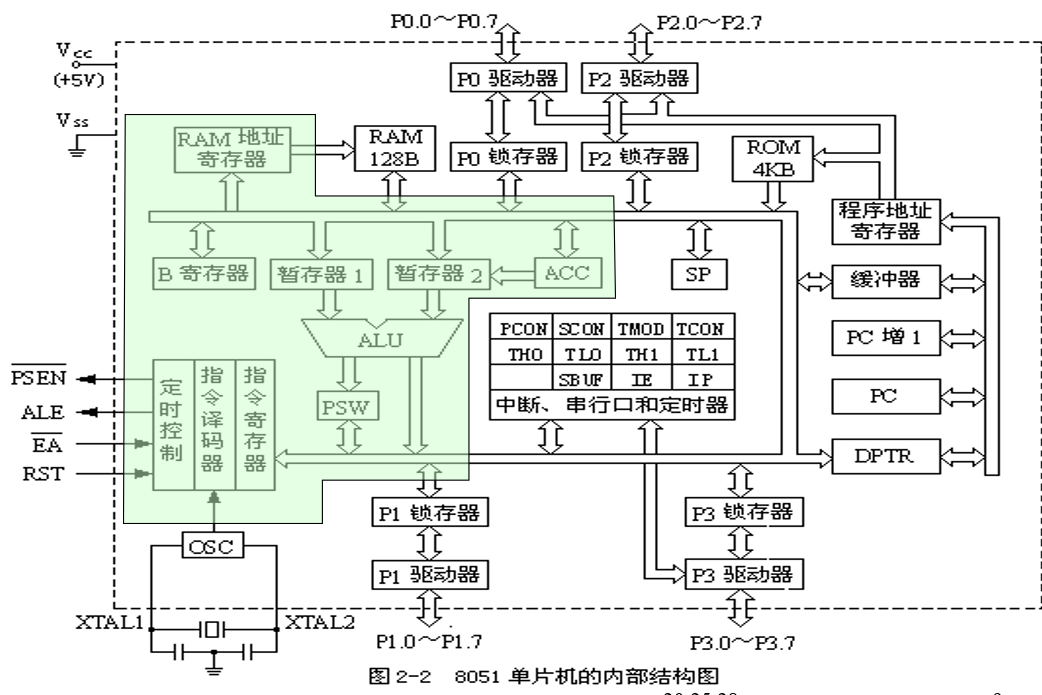 P0.0～P0.7 P2.0～P2.7
Vcc
(+5V)
Vss
P0 驱动器 P2 驱动器
RAM 地址
寄存器
RAM
128B
P0 锁存器 P2 锁存器
ROM
4KB
程序地址
寄存器
B 寄存器 暂存器 1 暂存器 2 ACC SP 缓冲器
PCON SCON TMOD TCON
TH0 TL0 TH1 TL1
SBUF IE IP
中断、串行口和定时器
PC 增 1
ALU
PSW
PC
DPTR
PSEN
ALE
EA
RST
定时控制
指令译码器
指令寄存器
P1 锁存器 P3 锁存器
OSC
P1 驱动器 P3 驱动器
XTAL1 XTAL2
P1.0～P1.7 P3.0～P3.7
图 2-2 8051 单片机的内部结构图